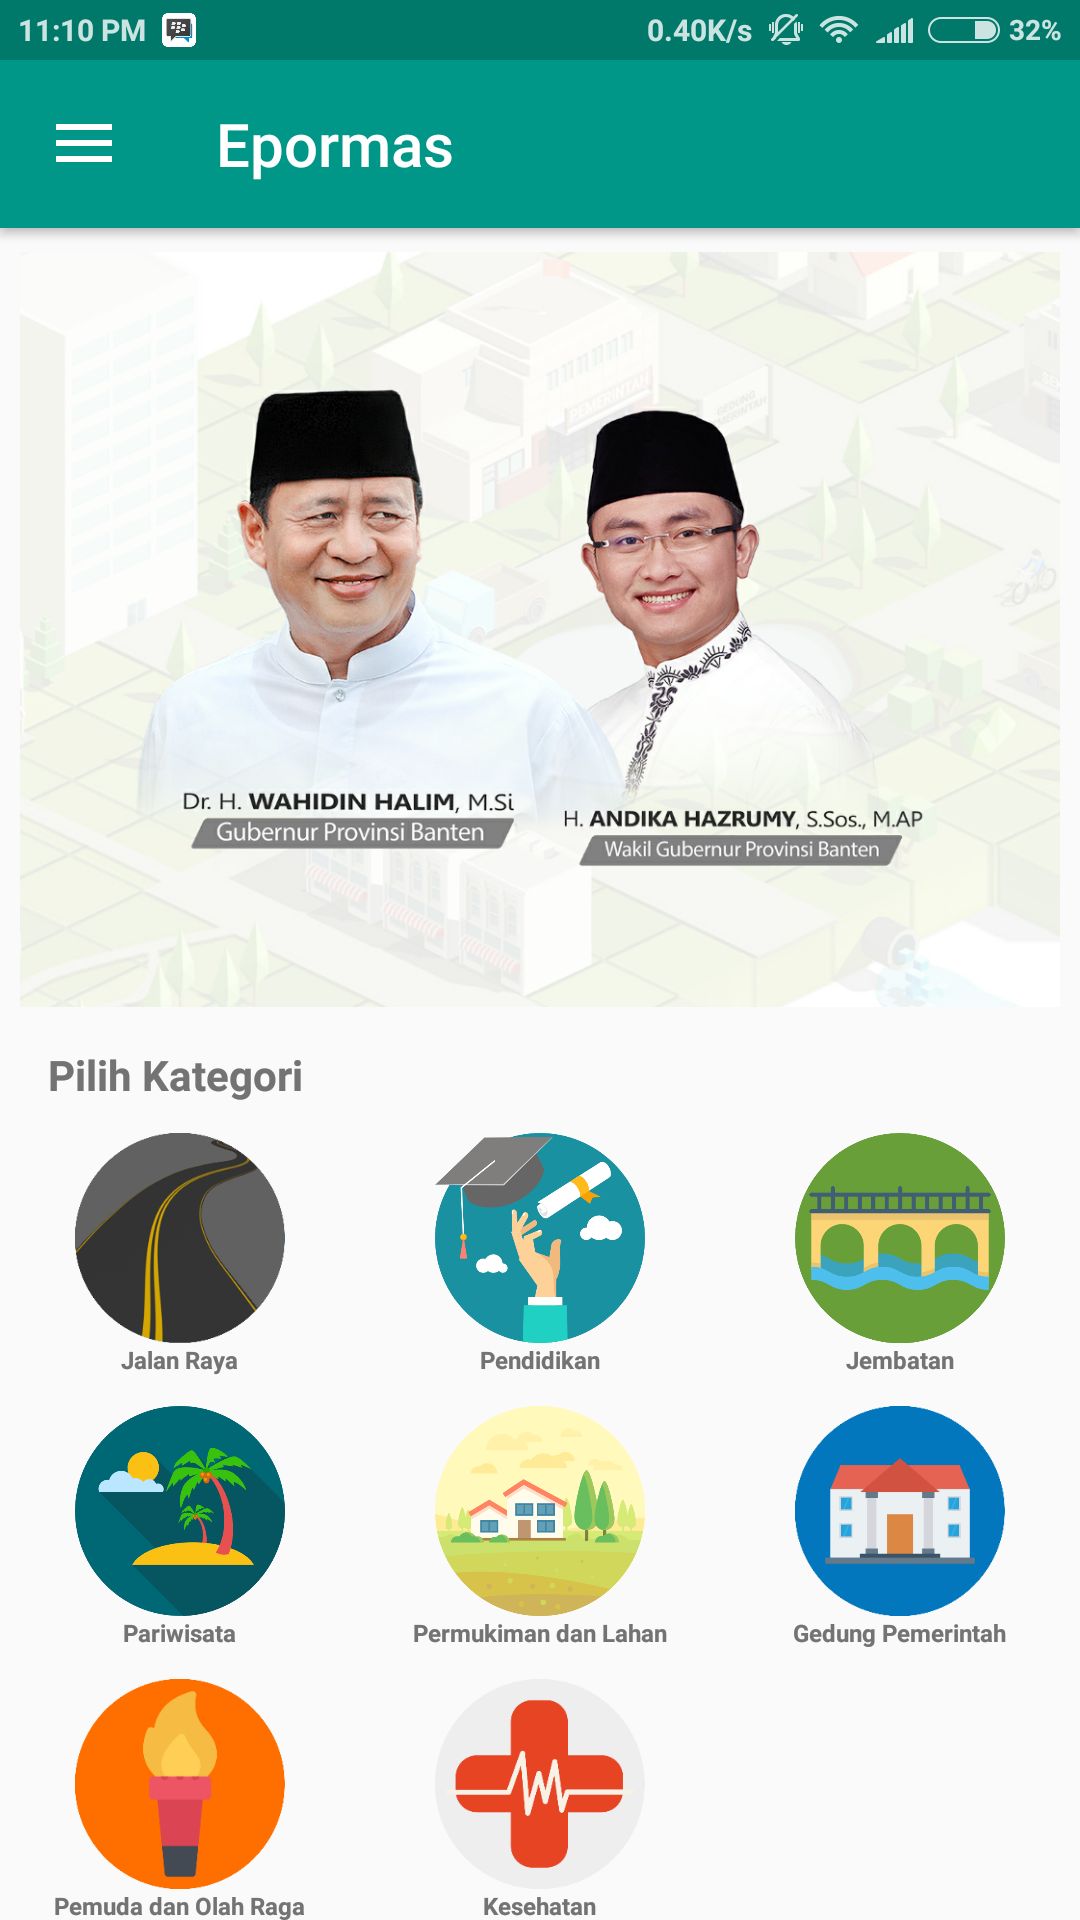 11:10 PM 0.40K/s 32%
Epormas
PEMERINTAH
GEDUNG
Dr. H. WAHIDIN HALIM, M.Si
Gubernur Provinsi Banten
H. ANDIKA HAZRUMY, S.Sos., M.AP
Wakil Gubernur Provinsi Banten
Pilih Kategori
Jalan Raya Pendidikan Jembatan
Pariwisata Permukiman dan Lahan Gedung Pemerintah
Pemuda dan Olah Raga Kesehatan